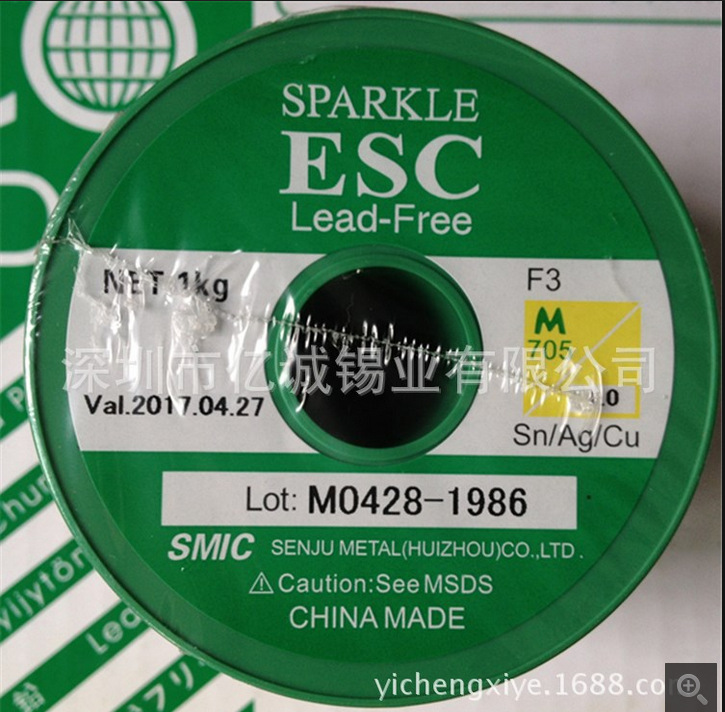 SPARKLE
ESC
Lead-Free
NET 1kg
F3
M
705
.0
Val.2017.04.27
Sn/Ag/Cu
深圳市亿诚锡业有限公司
Lot: M0428-1986
SMIC SENJU METAL(HUIZHOU)CO.,LTD.
⚠Caution:See MSDS
CHINA MADE
yichengxiye.1688.com